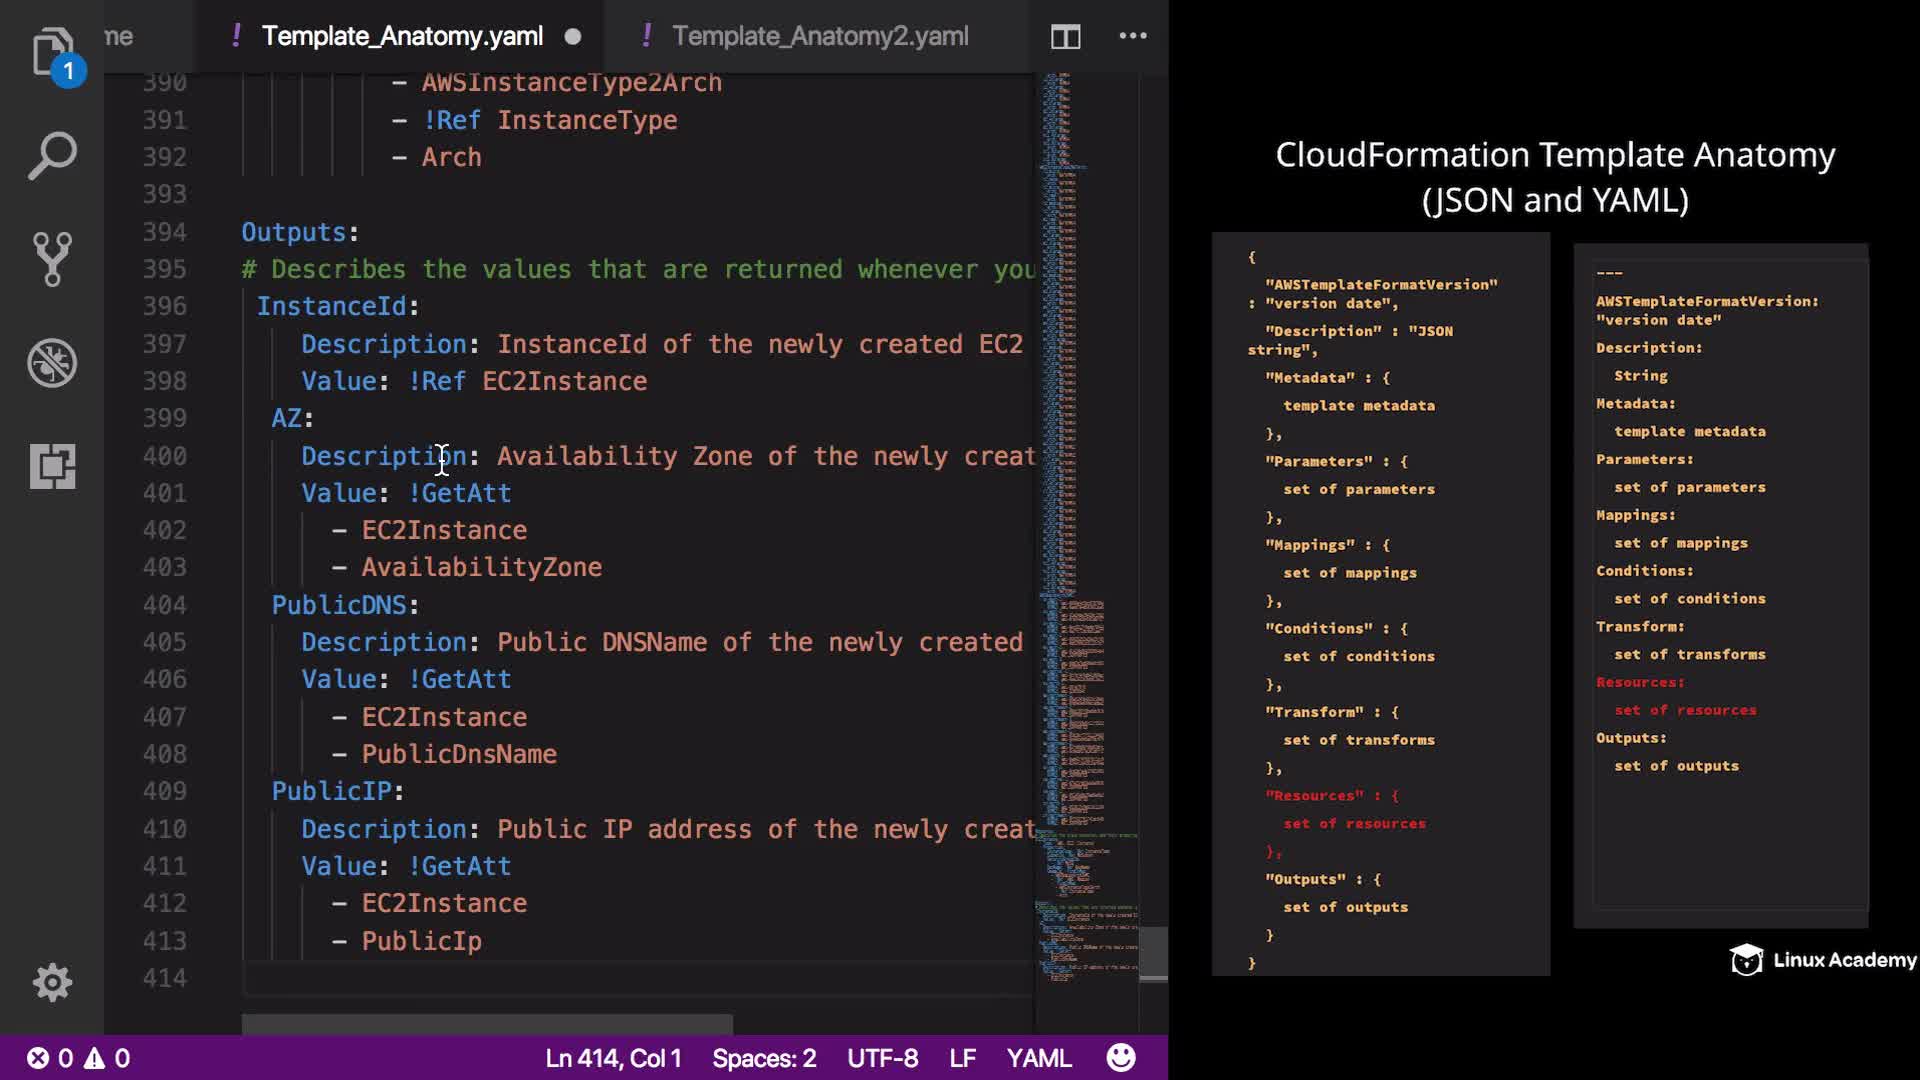 me
! Template_Anatomy.yaml
! Template_Anatomy2.yaml
1
390 - AWSInstanceType2Arch
391 - !Ref InstanceType
392 - Arch
393
394 Outputs:
395 # Describes the values that are returned whenever you
396 InstanceId:
397 Description: InstanceId of the newly created EC2
398 Value: !Ref EC2Instance
399 AZ:
400 Description: Availability Zone of the newly creat
401 Value: !GetAtt
402 - EC2Instance
403 - AvailabilityZone
404 PublicDNS:
405 Description: Public DNSName of the newly created
406 Value: !GetAtt
407 - EC2Instance
408 - PublicDnsName
409 PublicIP:
410 Description: Public IP address of the newly creat
411 Value: !GetAtt
412 - EC2Instance
413 - PublicIp
414
0 0 Ln 414, Col 1 Spaces: 2 UTF-8 LF YAML
CloudFormation Template Anatomy
(JSON and YAML)
{
"AWSTemplateFormatVersion"
: "version date",
"Description" : "JSON
string",
"Metadata" : {
template metadata
},
"Parameters" : {
set of parameters
},
"Mappings" : {
set of mappings
},
"Conditions" : {
set of conditions
},
"Transform" : {
set of transforms
},
"Resources" : {
set of resources
},
"Outputs" : {
set of outputs
}
}
---
AWSTemplateFormatVersion:
"version date"
Description:
String
Metadata:
template metadata
Parameters:
set of parameters
Mappings:
set of mappings
Conditions:
set of conditions
Transform:
set of transforms
Resources:
set of resources
Outputs:
set of outputs
Linux Academy